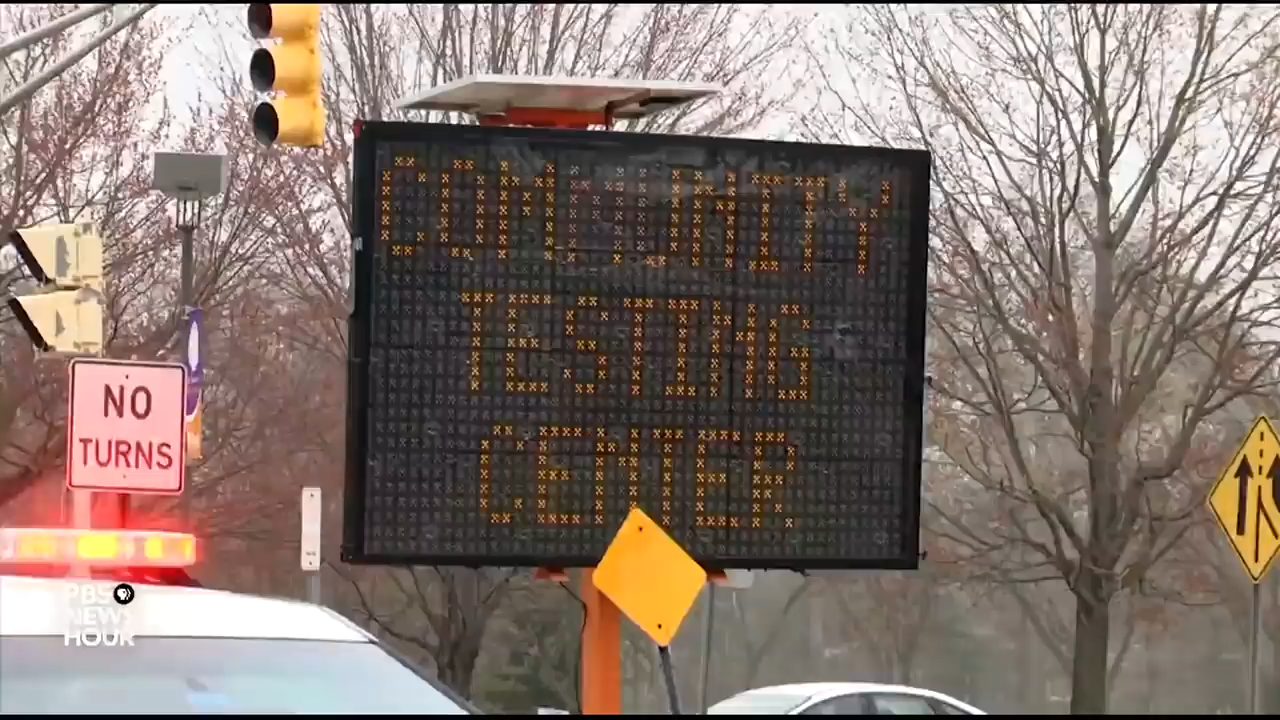 COMMUNITY
TESTING
CENTER
NO
TURNS
PBS
NEWS
HOUR